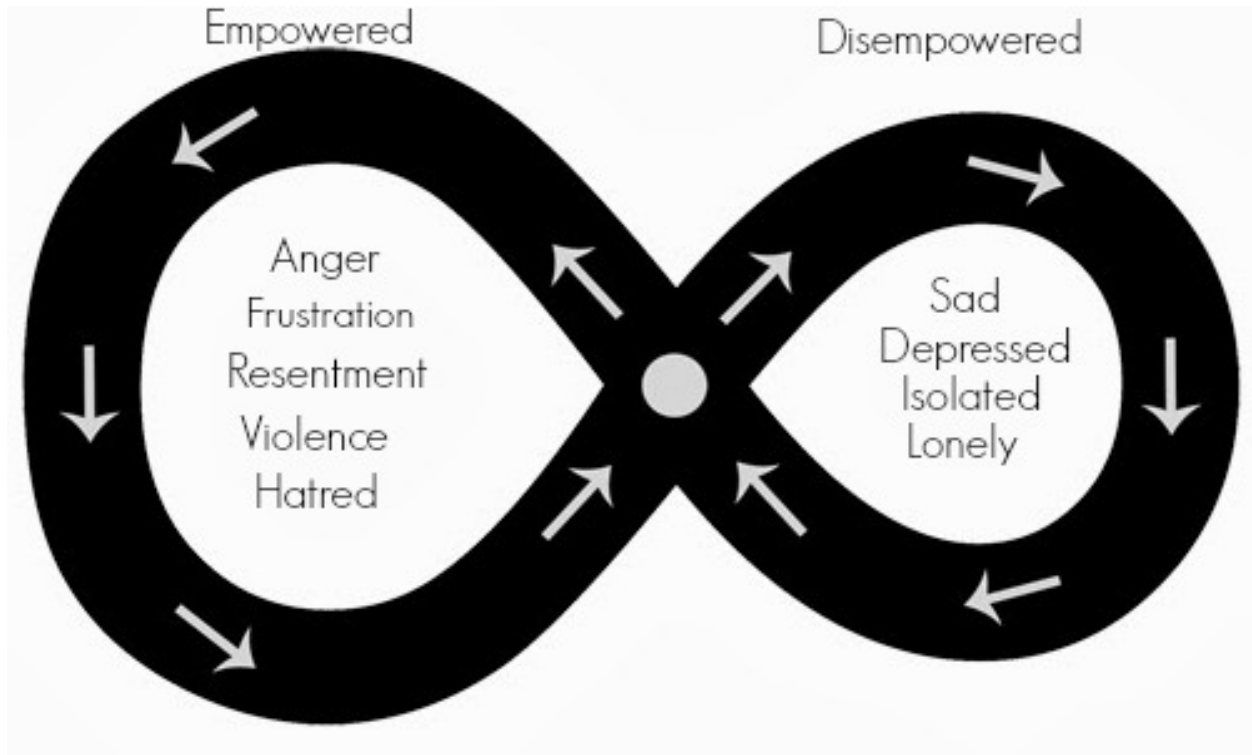 Empowered
Disempowered
Anger
Frustration
Resentment
Violence
Hatred
Sad
Depressed
Isolated
Lonely